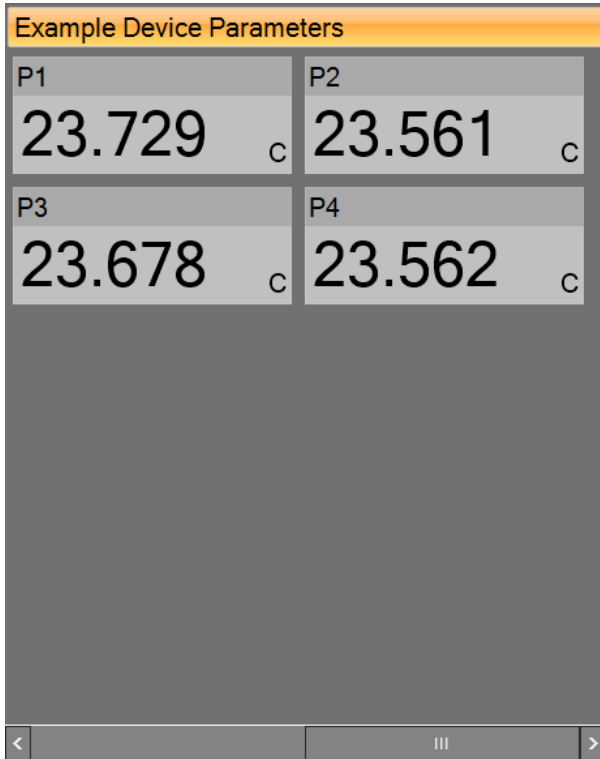 Example Device Parameters
P1 P2
23.729 C 23.561 C
P3 P4
23.678 C 23.562 C